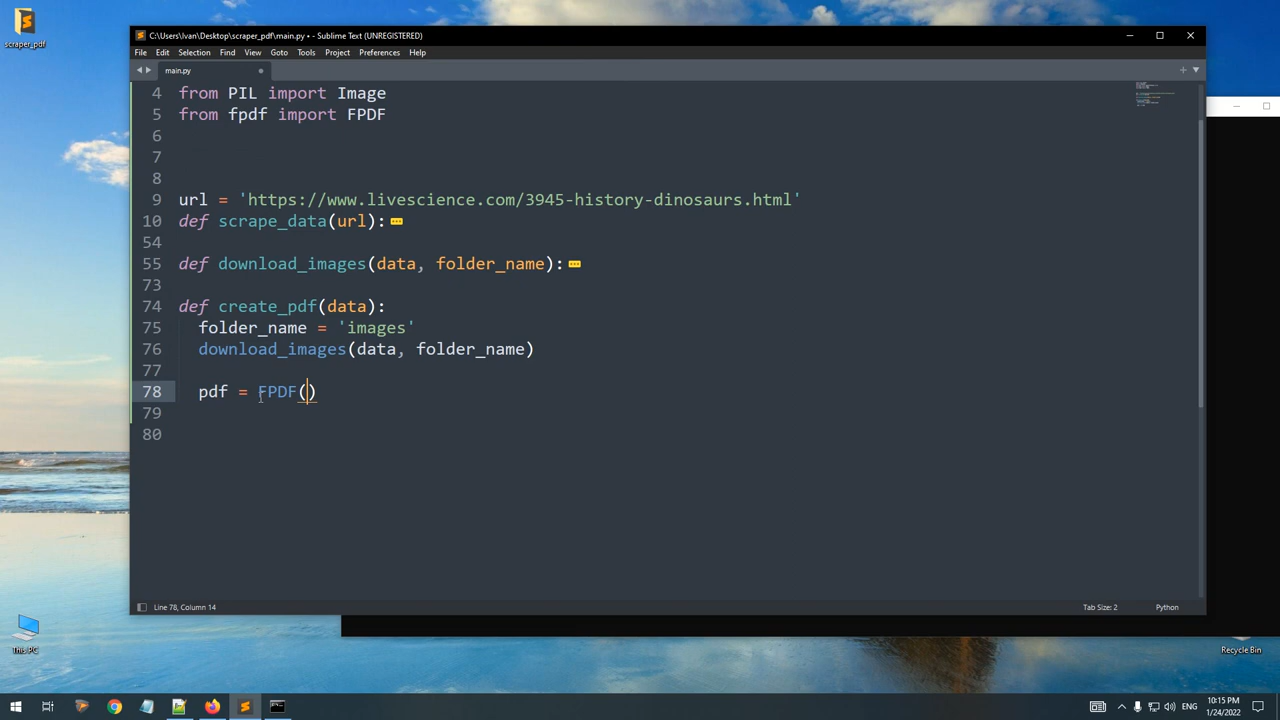 scraper_pdf
C:\Users\Ivan\Desktop\scraper_pdf\main.py • - Sublime Text (UNREGISTERED)
File Edit Selection Find View Goto Tools Project Preferences Help
main.py
4 from PIL import Image
5 from fpdf import FPDF
6
7
8
9 url = 'https://www.livescience.com/3945-history-dinosaurs.html'
10 def scrape_data(url):
54
55 def download_images(data, folder_name):
73
74 def create_pdf(data):
75 folder_name = 'images'
76 download_images(data, folder_name)
77
78 pdf = FPDF()
79
80
Line 78, Column 14
Tab Size: 2
Python
This PC
Recycle Bin
10:15 PM
1/24/2022